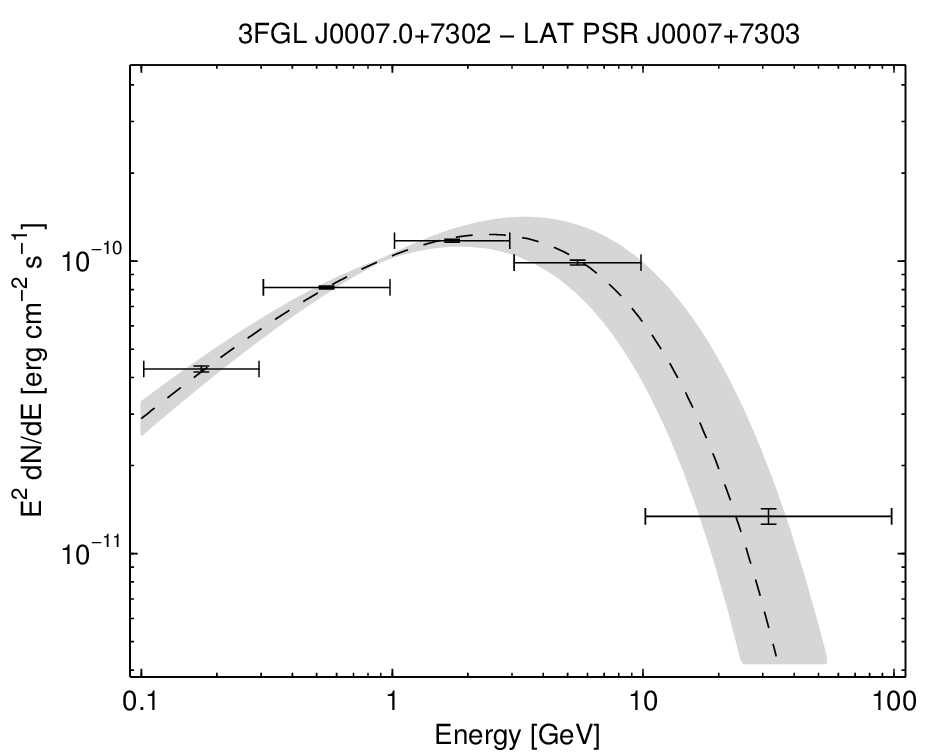 3FGL J0007.0+7302 – LAT PSR J0007+7303
E² dN/dE [erg cm⁻² s⁻¹]
10⁻¹⁰
10⁻¹¹
0.1 1 10 100
Energy [GeV]